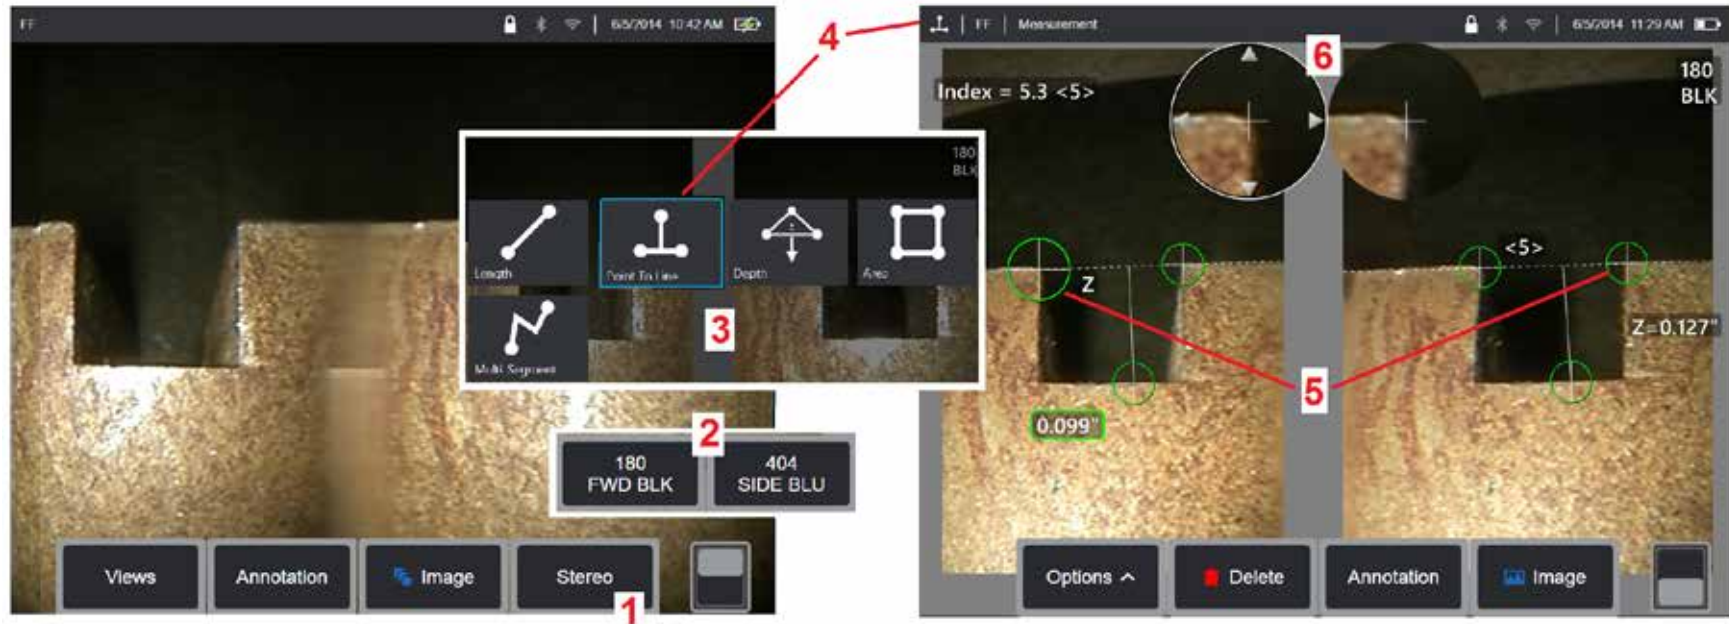 FF
6/5/2014 10:42 AM
4
FF
Measurement
6/5/2014 11:29 AM
6
Index = 5.3 <5>
180
BLK
180
BLK
Length
Point To Line
Depth
Area
Multi Segment
3
Z
<5>
Z=0.127"
5
0.099"
2
180
FWD BLK
404
SIDE BLU
Views
Annotation
Image
Stereo
1
Options
Delete
Annotation
Image